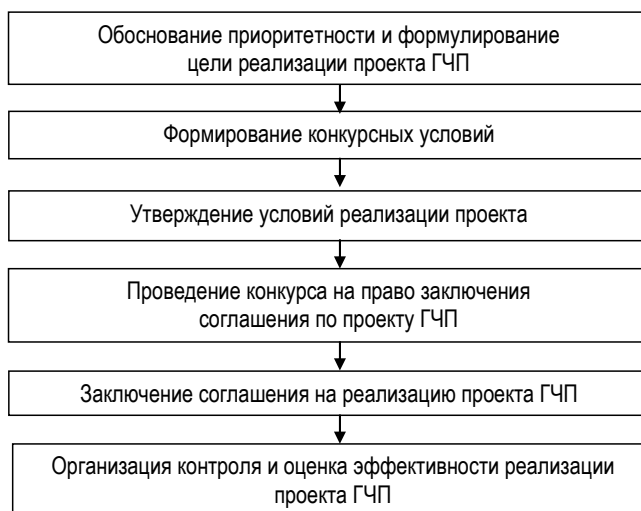 Обоснование приоритетности и формулирование
цели реализации проекта ГЧП
Формирование конкурсных условий
Утверждение условий реализации проекта
Проведение конкурса на право заключения
соглашения по проекту ГЧП
Заключение соглашения на реализацию проекта ГЧП
Организация контроля и оценка эффективности реализации
проекта ГЧП